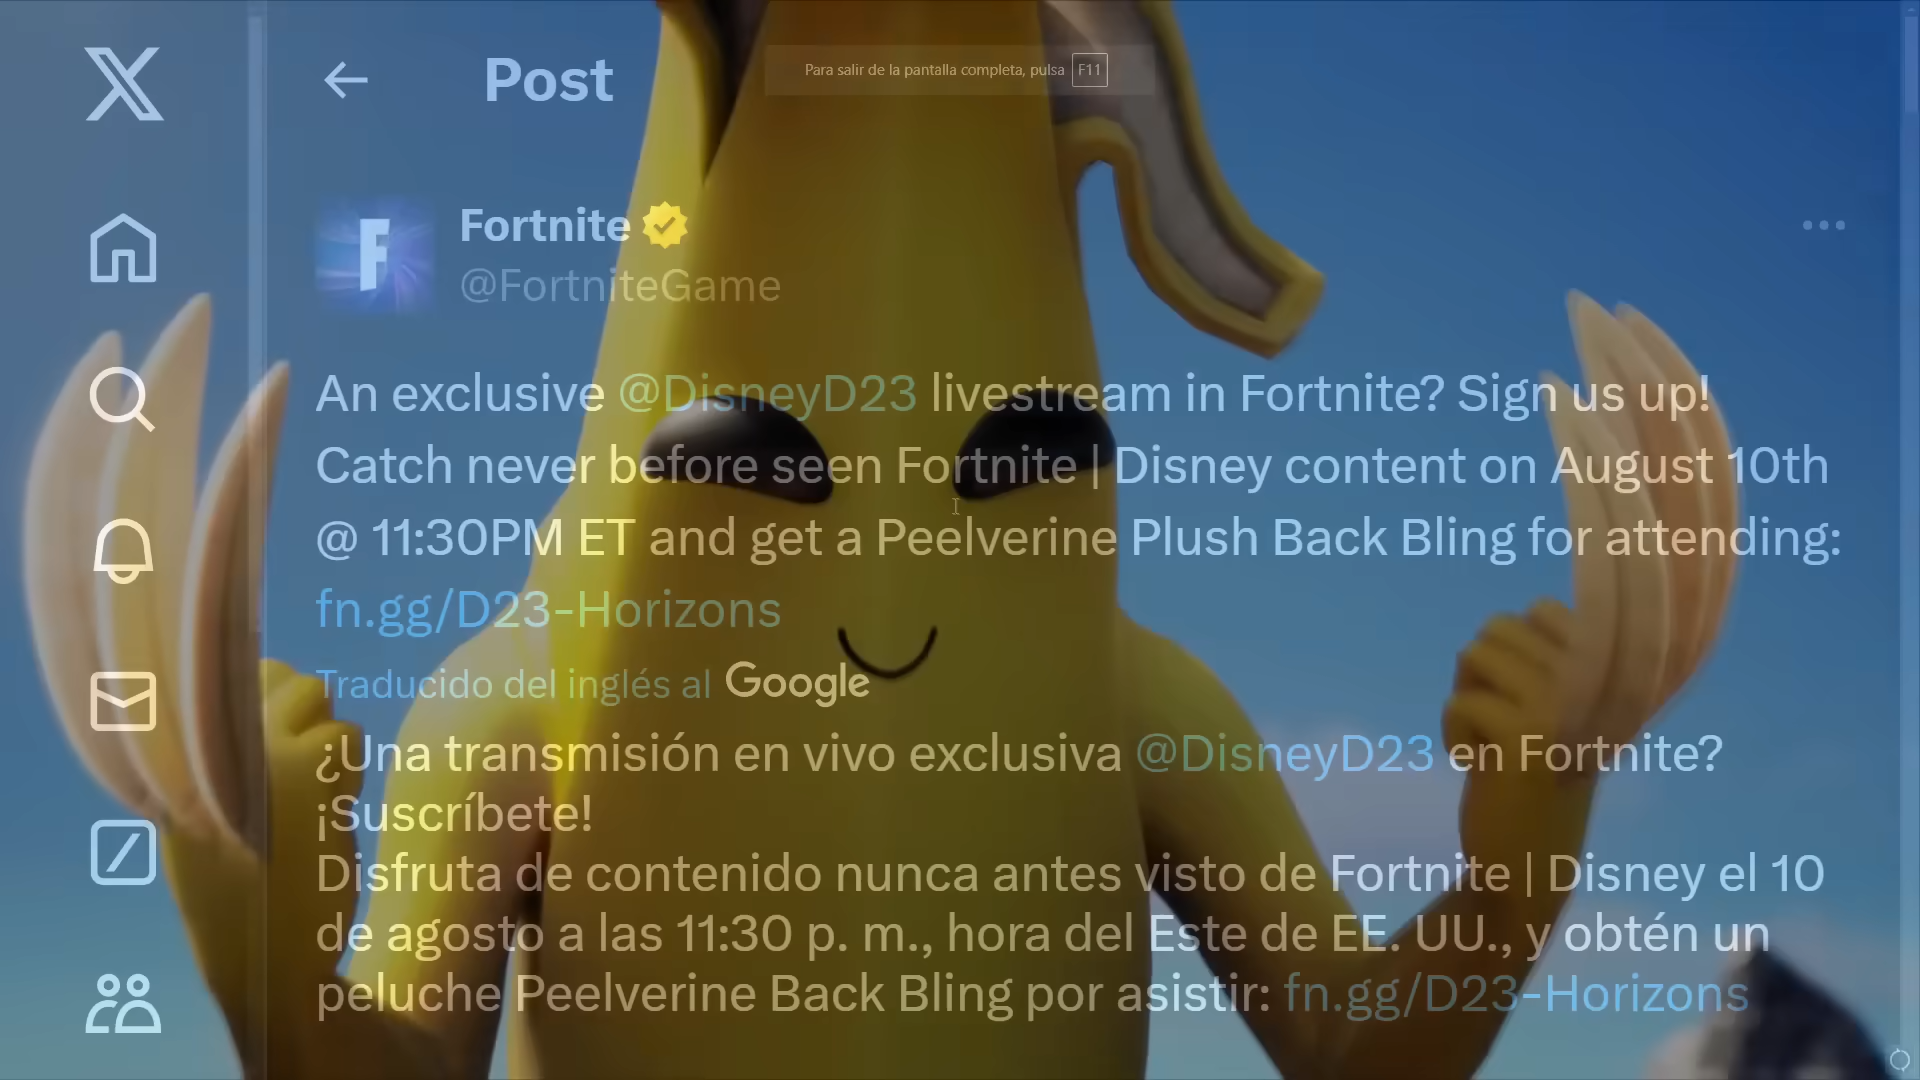 Post
Para salir de la pantalla completa, pulsa F11
Fortnite
@FortniteGame
An exclusive @DisneyD23 livestream in Fortnite? Sign us up!
Catch never before seen Fortnite | Disney content on August 10th
@ 11:30PM ET and get a Peelverine Plush Back Bling for attending:
fn.gg/D23-Horizons
Traducido del inglés al Google
¿Una transmisión en vivo exclusiva @DisneyD23 en Fortnite?
¡Suscríbete!
Disfruta de contenido nunca antes visto de Fortnite | Disney el 10
de agosto a las 11:30 p. m., hora del Este de EE. UU., y obtén un
peluche Peelverine Back Bling por asistir: fn.gg/D23-Horizons